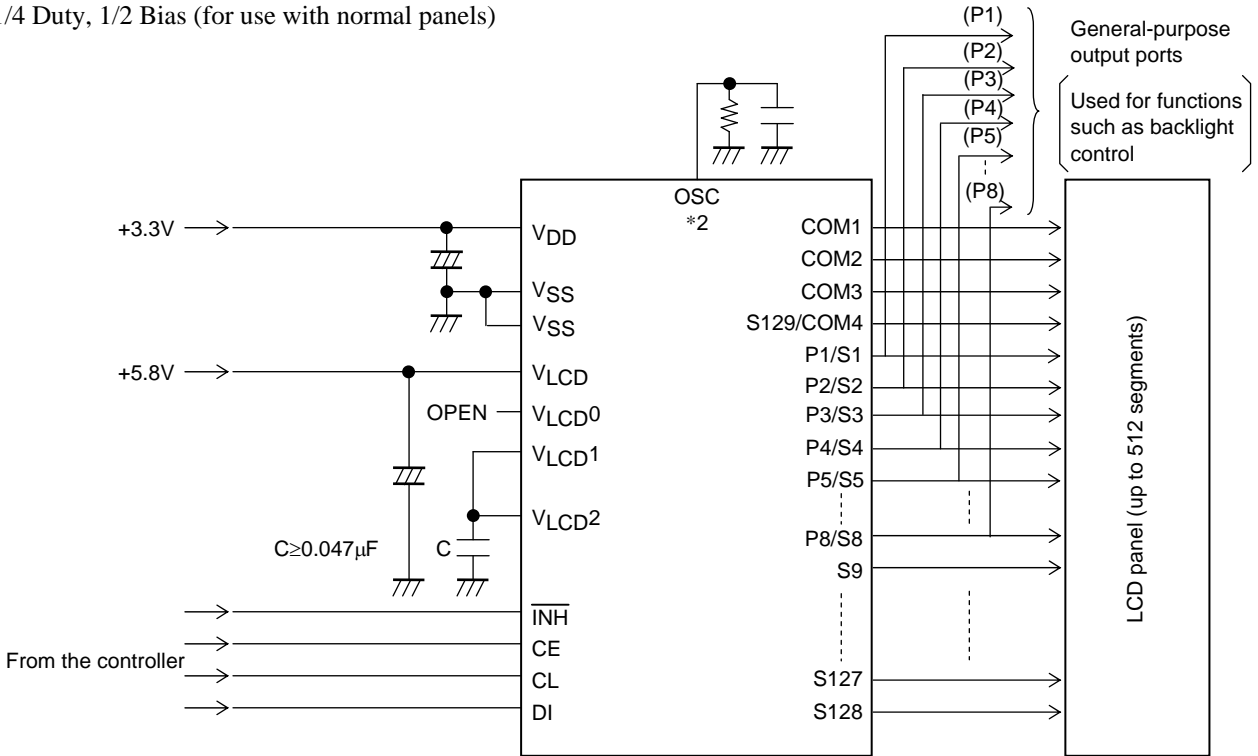 /4 Duty, 1/2 Bias (for use with normal panels)
(P1)
(P2)
(P3)
(P4)
(P5)
(P8)
General-purpose
output ports
Used for functions
such as backlight
control
OSC
*2
+3.3V
VDD
VSS
VSS
+5.8V
VLCD
OPEN
VLCD0
VLCD1
VLCD2
C≥0.047μF
C
From the controller
INH
CE
CL
DI
COM1
COM2
COM3
S129/COM4
P1/S1
P2/S2
P3/S3
P4/S4
P5/S5
P8/S8
S9
S127
S128
LCD panel (up to 512 segments)